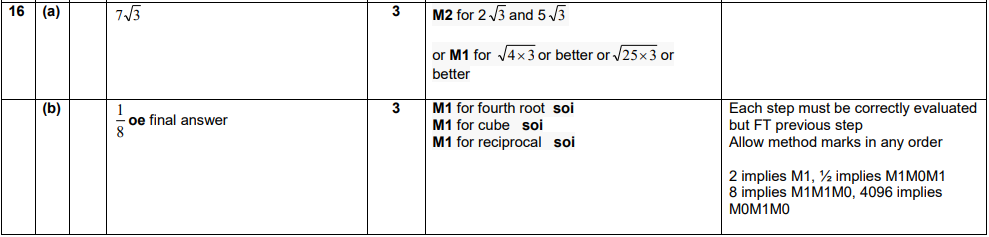 16 (a) 7√3 3 M2 for 2√3 and 5√3
or M1 for √4×3 or better or √25×3 or
better
(b) 1/8 oe final answer 3 M1 for fourth root soi
M1 for cube soi
M1 for reciprocal soi
Each step must be correctly evaluated
but FT previous step
Allow method marks in any order
2 implies M1, ½ implies M1M0M1
8 implies M1M1M0, 4096 implies
M0M1M0